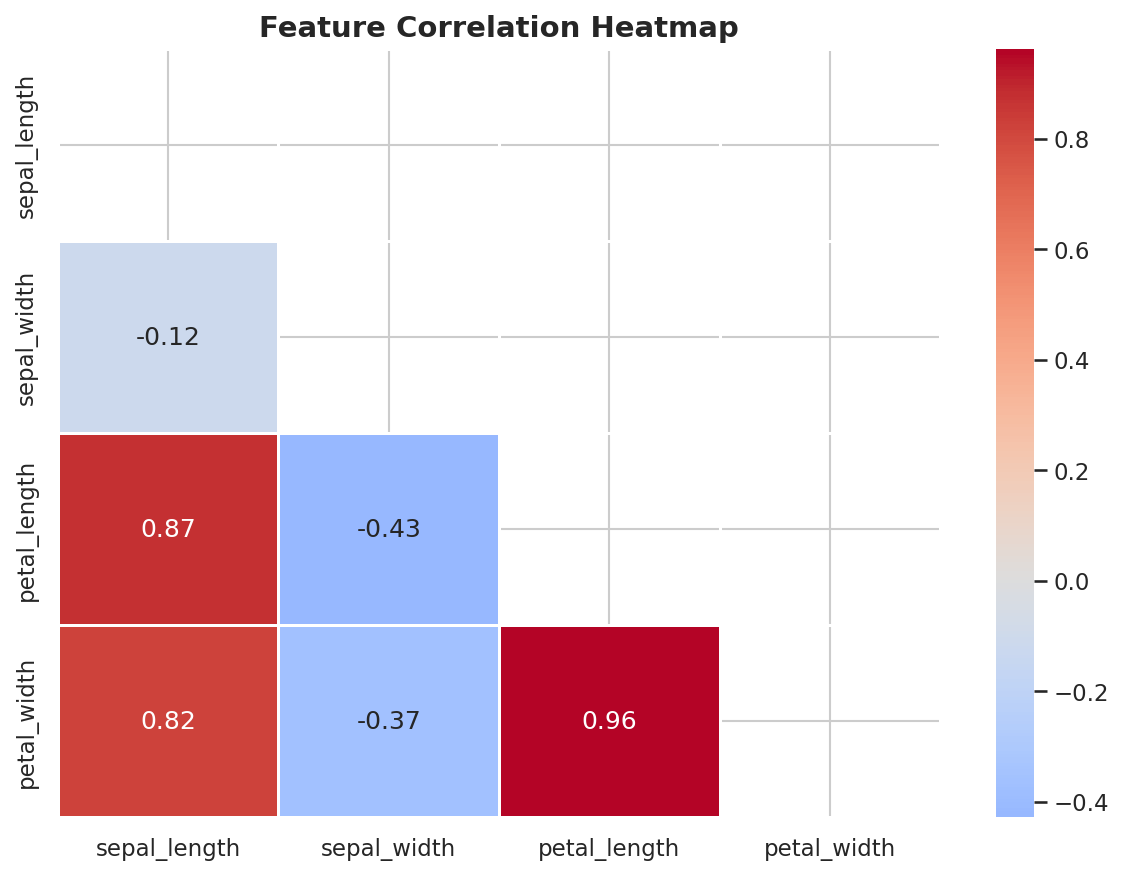 Feature Correlation Heatmap
sepal_length
sepal_width
petal_length
petal_width
-0.12
0.87
-0.43
0.82
-0.37
0.96
sepal_length
sepal_width
petal_length
petal_width
0.8
0.6
0.4
0.2
0.0
−0.2
−0.4